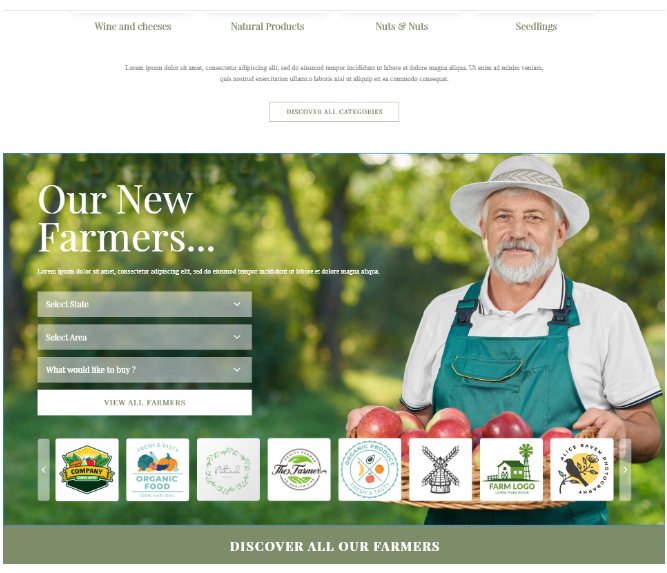 Wine and cheeses
Natural Products
Nuts & Nuts
Seedlings
Lorem ipsum dolor sit amet, consectetur adipiscing elit, sed do eiusmod tempor incididunt ut labore et dolore magna aliqua. Ut enim ad minim veniam,
quis nostrud exercitation ullamco laboris nisi ut aliquip ex ea commodo consequat.
DISCOVER ALL CATEGORIES
Our New
Farmers...
Lorem ipsum dolor sit amet, consectetur adipiscing elit, sed do eiusmod tempor incididunt ut labore et dolore magna aliqua.
Select State
Select Area
What would like to buy ?
VIEW ALL FARMERS
COMPANY
FRESH & TASTY
ORGANIC
FOOD
100% NATURAL
Natural
The Farmer
ORGANIC PRODUCT
FRESH & TASTY
FARM LOGO
LOREM IPSUM DOLOR
ALICE RAVEN PHOTOGRAPHY
DISCOVER ALL OUR FARMERS